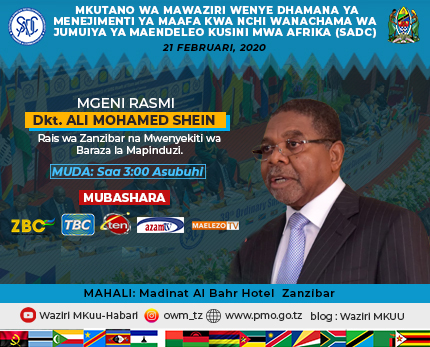 MKUTANO WA MAWAZIRI WENYE DHAMANA YA
MENEJIMENTI YA MAAFA KWA NCHI WANACHAMA WA
JUMUIYA YA MAENDELEO KUSINI MWA AFRIKA (SADC)
21 FEBRUARI, 2020
SADC
MGENI RASMI
Dkt. ALI MOHAMED SHEIN
Rais wa Zanzibar na Mwenyekiti wa
Baraza la Mapinduzi.
MUDA: Saa 3:00 Asubuhi
MUBASHARA
ZBC
TBC
ten
azam tv
MAELEZO TV
MAHALI: Madinat Al Bahr Hotel Zanzibar
Waziri MKuu-Habari owm_tz www.pmo.go.tz blog : Waziri MKUU